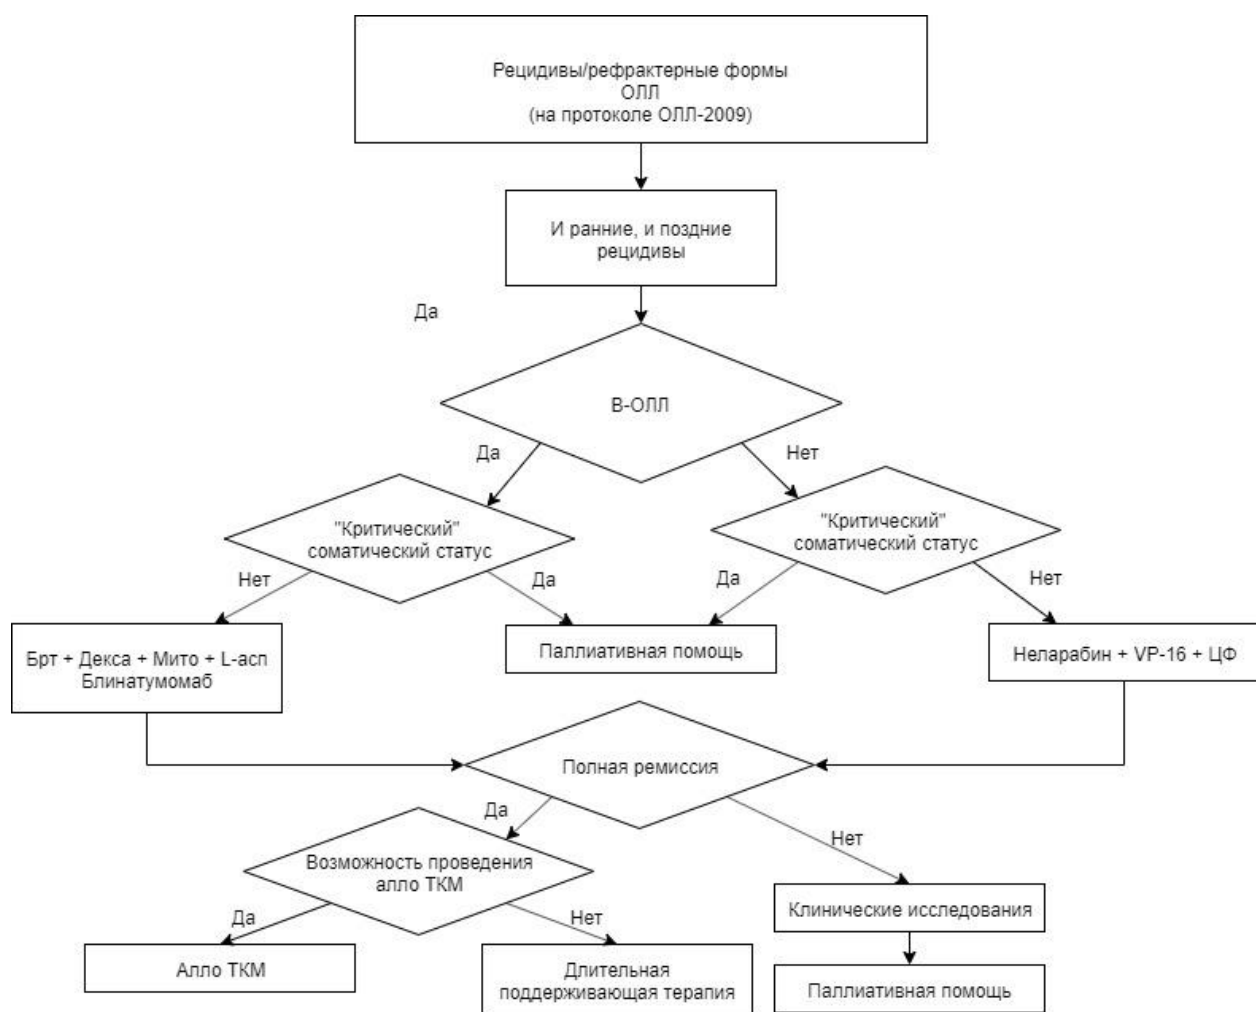 Рецидивы/рефрактерные формы
ОЛЛ
(на протоколе ОЛЛ-2009)
И ранние, и поздние
рецидивы
Да
В-ОЛЛ
Да
Нет
"Критический"
соматический статус
"Критический"
соматический статус
Нет
Да
Да
Нет
Брт + Декса + Мито + L-асп
Блинатумомаб
Паллиативная помощь
Неларабин + VP-16 + ЦФ
Полная ремиссия
Да
Нет
Возможность проведения
алло ТКМ
Да
Нет
Клинические исследования
Алло ТКМ
Длительная
поддерживающая терапия
Паллиативная помощь